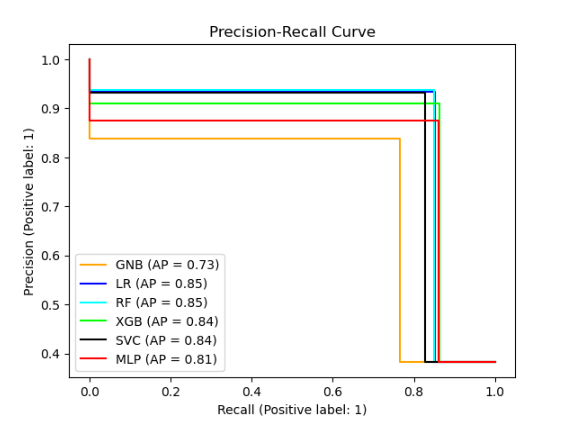 Precision-Recall Curve
1.0
0.9
0.8
0.7
0.6
0.5
0.4
Precision (Positive label: 1)
GNB (AP = 0.73)
LR (AP = 0.85)
RF (AP = 0.85)
XGB (AP = 0.84)
SVC (AP = 0.84)
MLP (AP = 0.81)
0.0 0.2 0.4 0.6 0.8 1.0
Recall (Positive label: 1)